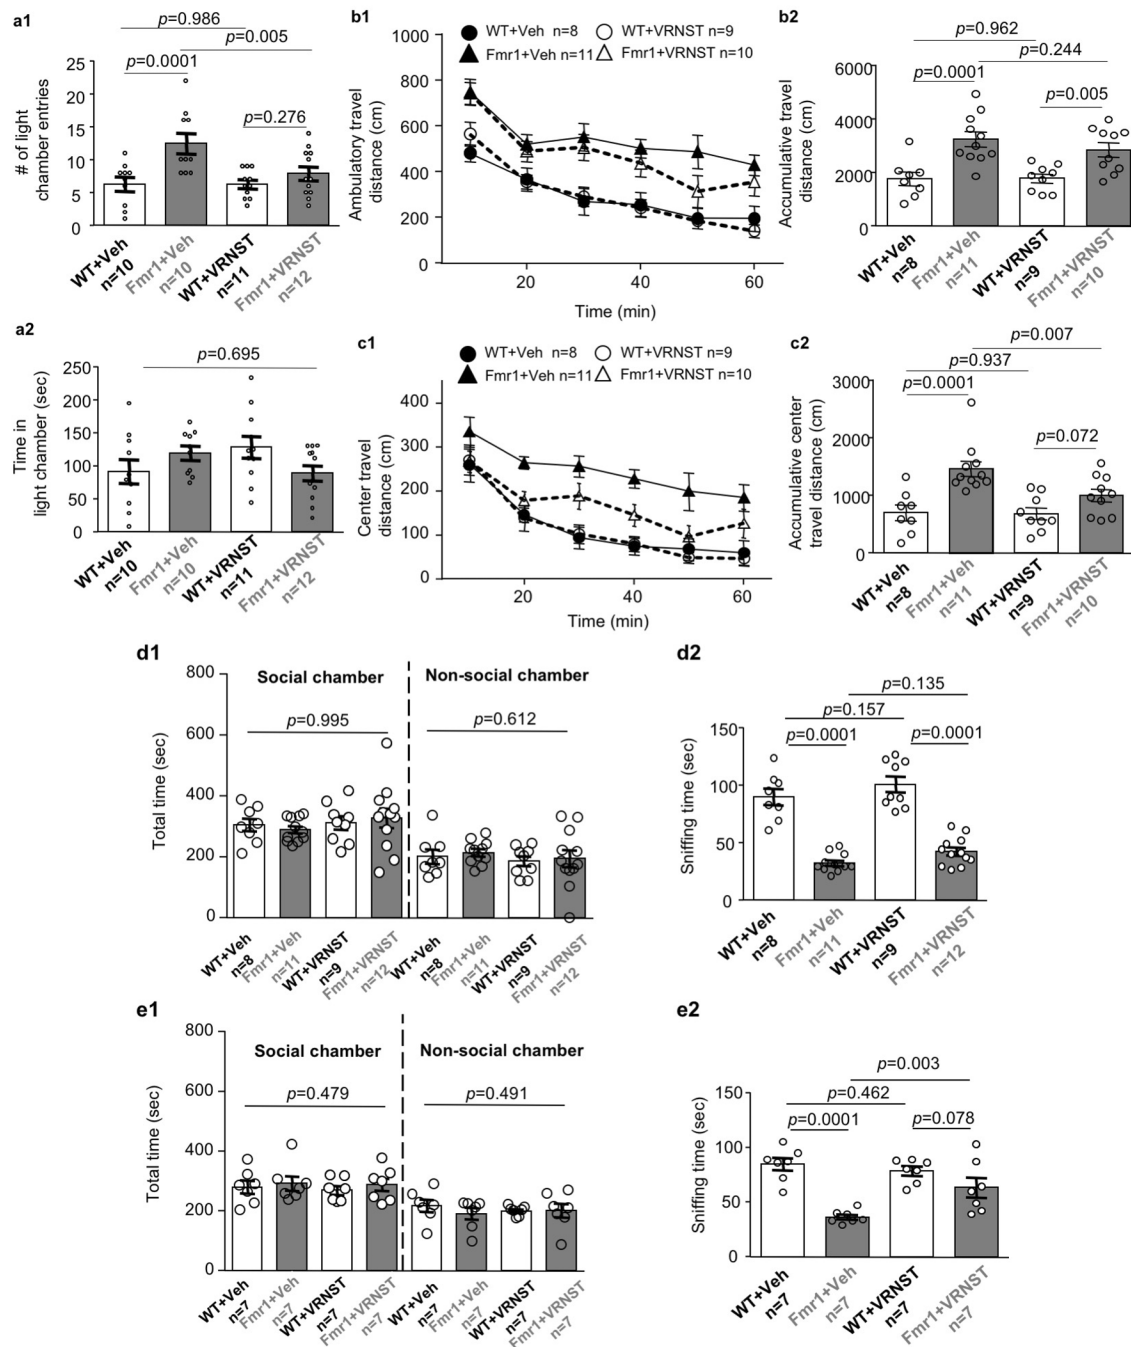 a1
p=0.986
p=0.005
p=0.0001
p=0.276
# of light
chamber entries
25
20
15
10
5
0
WT+Veh
n=10
Fmr1+Veh
n=10
WT+VRNST
n=11
Fmr1+VRNST
n=12
b1
WT+Veh n=8
WT+VRNST n=9
Fmr1+Veh n=11
Fmr1+VRNST n=10
Ambulatory travel
distance (cm)
1000
800
600
400
200
0
20
40
60
Time (min)
b2
p=0.962
p=0.244
p=0.0001
p=0.005
Accumulative travel
distance (cm)
6000
4000
2000
0
WT+Veh
n=8
Fmr1+Veh
n=11
WT+VRNST
n=9
Fmr1+VRNST
n=10
a2
p=0.695
Time in
light chamber (sec)
250
200
150
100
50
0
WT+Veh
n=10
Fmr1+Veh
n=10
WT+VRNST
n=11
Fmr1+VRNST
n=12
c1
WT+Veh n=8
WT+VRNST n=9
Fmr1+Veh n=11
Fmr1+VRNST n=10
Center travel
distance (cm)
400
300
200
100
0
20
40
60
Time (min)
c2
p=0.007
p=0.937
p=0.0001
p=0.072
Accumulative center
travel distance (cm)
3000
2000
1000
0
WT+Veh
n=8
Fmr1+Veh
n=11
WT+VRNST
n=9
Fmr1+VRNST
n=10
d1
Social chamber
Non-social chamber
p=0.995
p=0.612
Total time (sec)
800
600
400
200
0
WT+Veh
n=8
Fmr1+Veh
n=11
WT+VRNST
n=9
Fmr1+VRNST
n=12
WT+Veh
n=8
Fmr1+Veh
n=11
WT+VRNST
n=9
Fmr1+VRNST
n=12
d2
p=0.135
p=0.157
p=0.0001
p=0.0001
Sniffing time (sec)
150
100
50
0
WT+Veh
n=8
Fmr1+Veh
n=11
WT+VRNST
n=9
Fmr1+VRNST
n=12
e1
Social chamber
Non-social chamber
p=0.479
p=0.491
Total time (sec)
800
600
400
200
0
WT+Veh
n=7
Fmr1+Veh
n=7
WT+VRNST
n=7
Fmr1+VRNST
n=7
WT+Veh
n=7
Fmr1+Veh
n=7
WT+VRNST
n=7
Fmr1+VRNST
n=7
e2
p=0.003
p=0.462
p=0.0001
p=0.078
Sniffing time (sec)
150
100
50
0
WT+Veh
n=7
Fmr1+Veh
n=7
WT+VRNST
n=7
Fmr1+VRNST
n=7